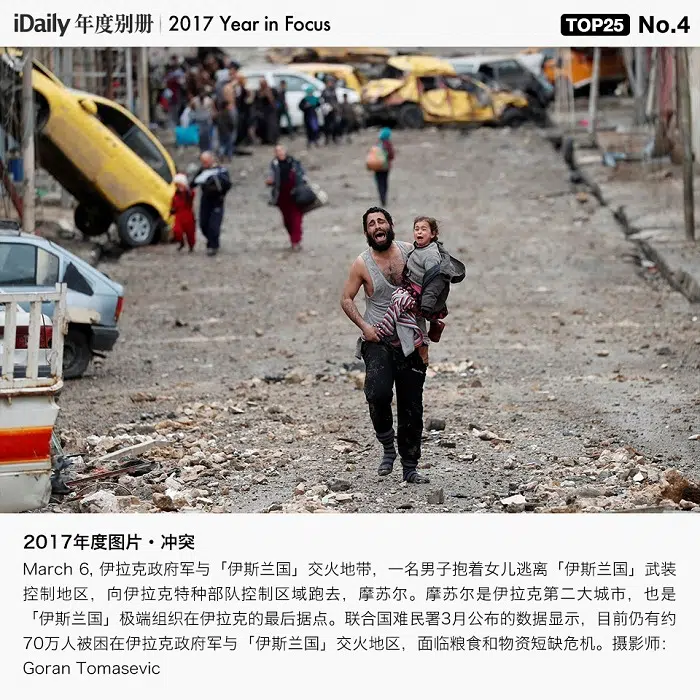 iDaily 年度别册 | 2017 Year in Focus
TOP25 No.4
2017年度图片·冲突
March 6, 伊拉克政府军与「伊斯兰国」交火地带，一名男子抱着女儿逃离「伊斯兰国」武装
控制地区，向伊拉克特种部队控制区域跑去，摩苏尔。摩苏尔是伊拉克第二大城市，也是
「伊斯兰国」极端组织在伊拉克的最后据点。联合国难民署3月公布的数据显示，目前仍有约
70万人被困在伊拉克政府军与「伊斯兰国」交火地区，面临粮食和物资短缺危机。摄影师：
Goran Tomasevic